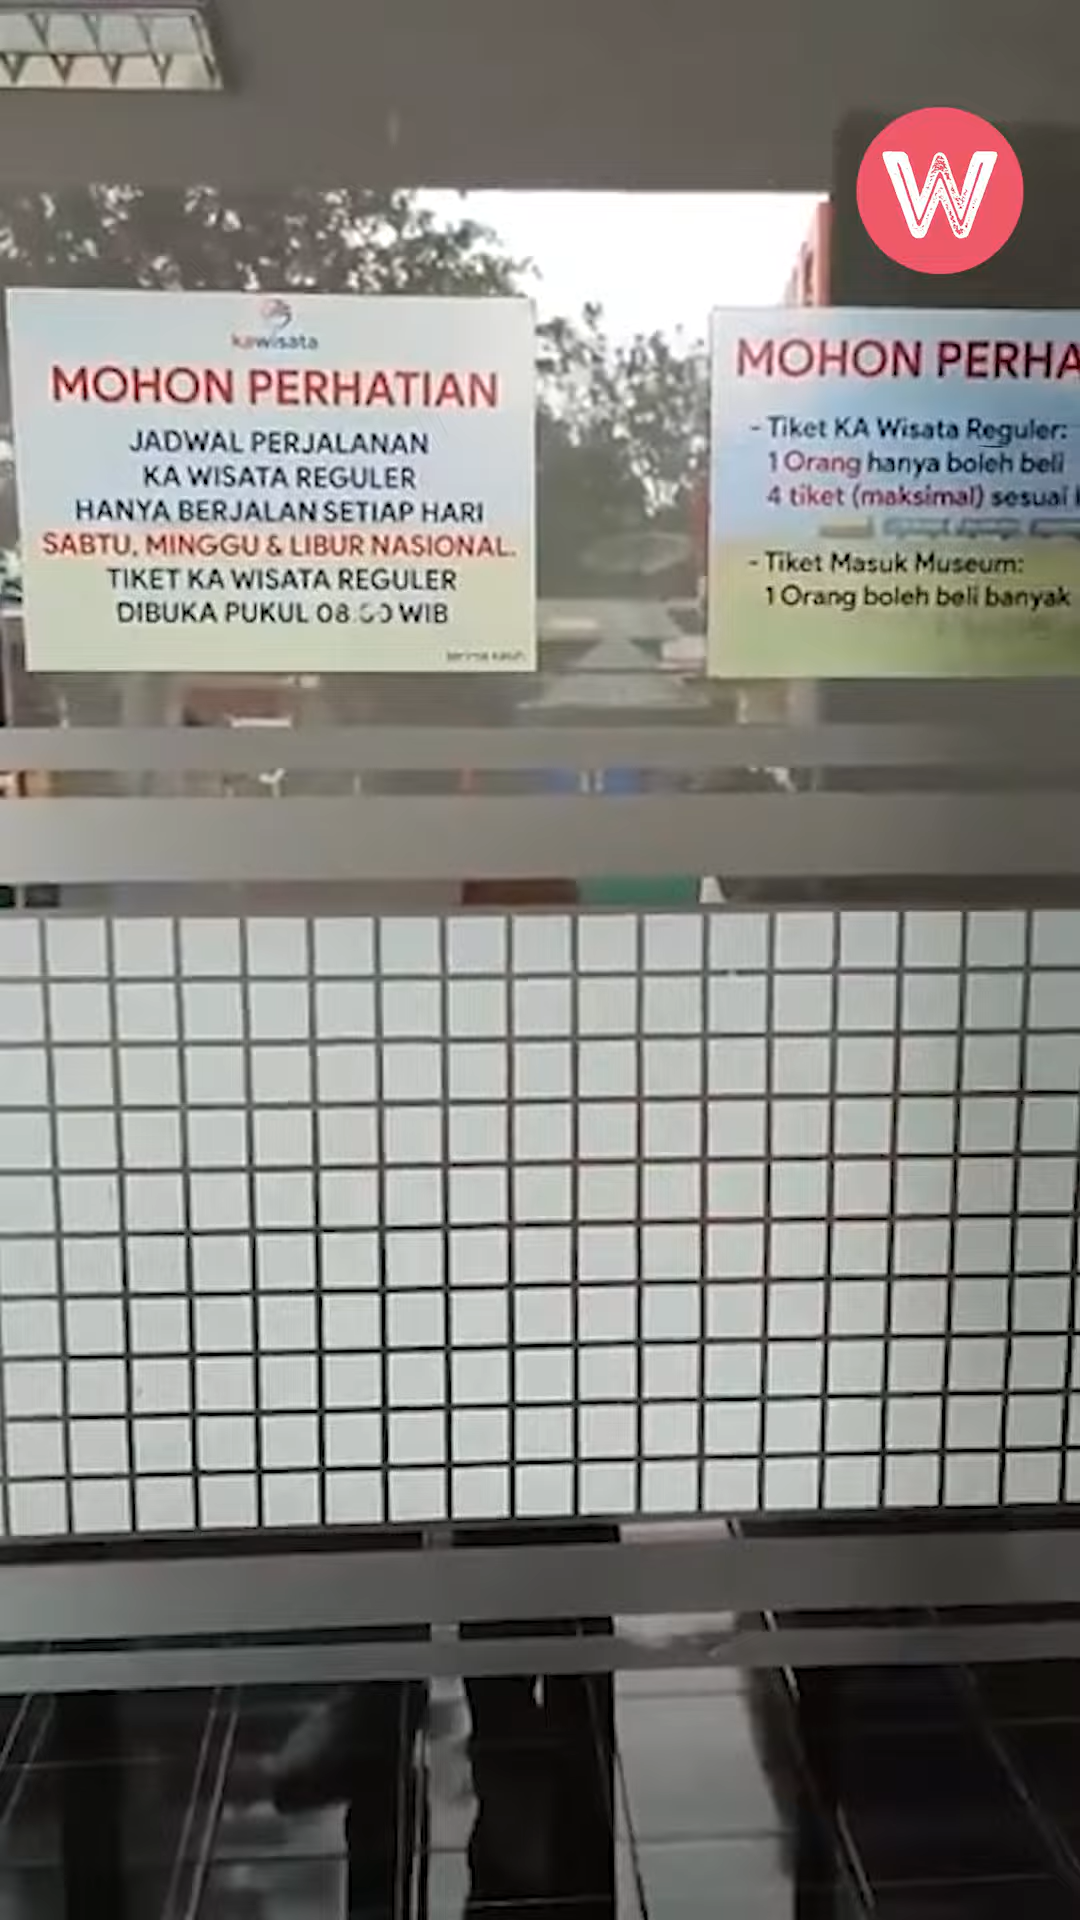 W
kawisata
MOHON PERHATIAN
JADWAL PERJALANAN
KA WISATA REGULER
HANYA BERJALAN SETIAP HARI
SABTU, MINGGU & LIBUR NASIONAL.
TIKET KA WISATA REGULER
DIBUKA PUKUL WIB
MOHON
- Tiket KA Wisata Reguler:
1 Orang hanya boleh beli
4 tiket (maksimal) sesuai
- Tiket Masuk Museum:
1 Orang boleh beli banyak